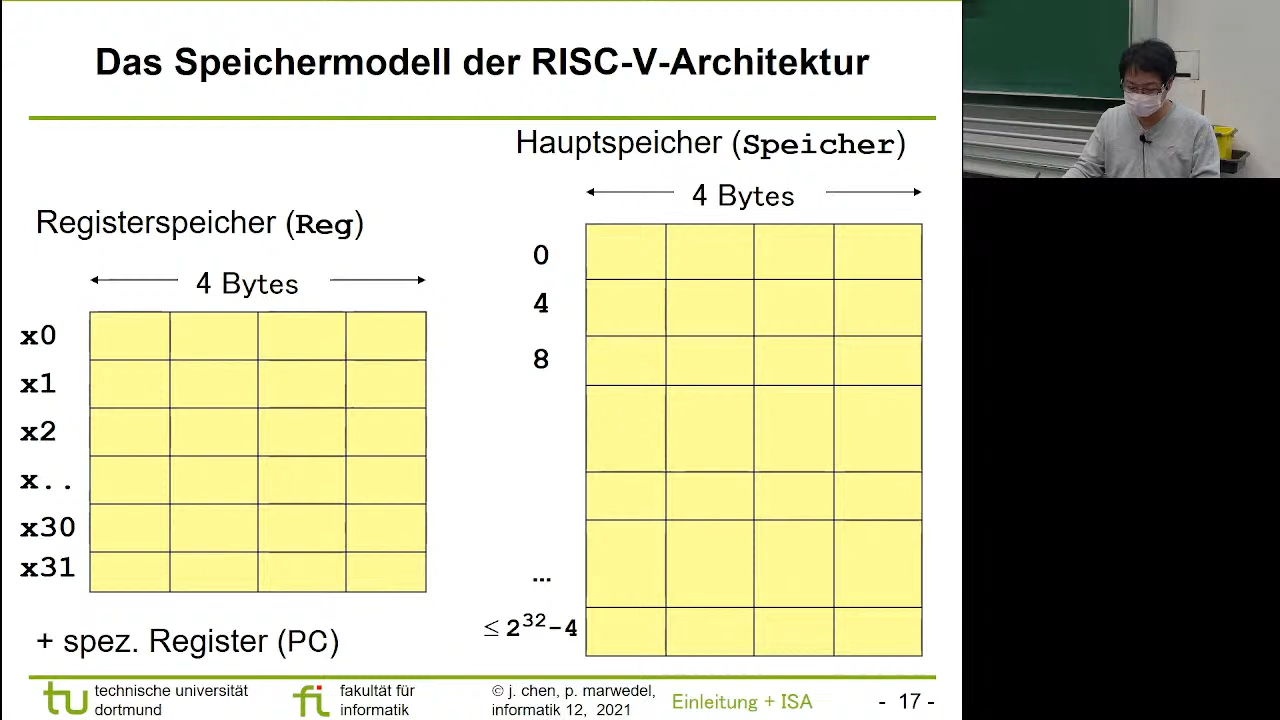 Das Speichermodell der RISC-V-Architektur
Hauptspeicher (Speicher)
4 Bytes
0
4
8
...
≤ 2³²-4
Registerspeicher (Reg)
4 Bytes
x0
x1
x2
x..
x30
x31
+ spez. Register (PC)
tu technische universität
dortmund
fi fakultät für
informatik
© j. chen, p. marwedel,
informatik 12, 2021
Einleitung + ISA
- 17 -